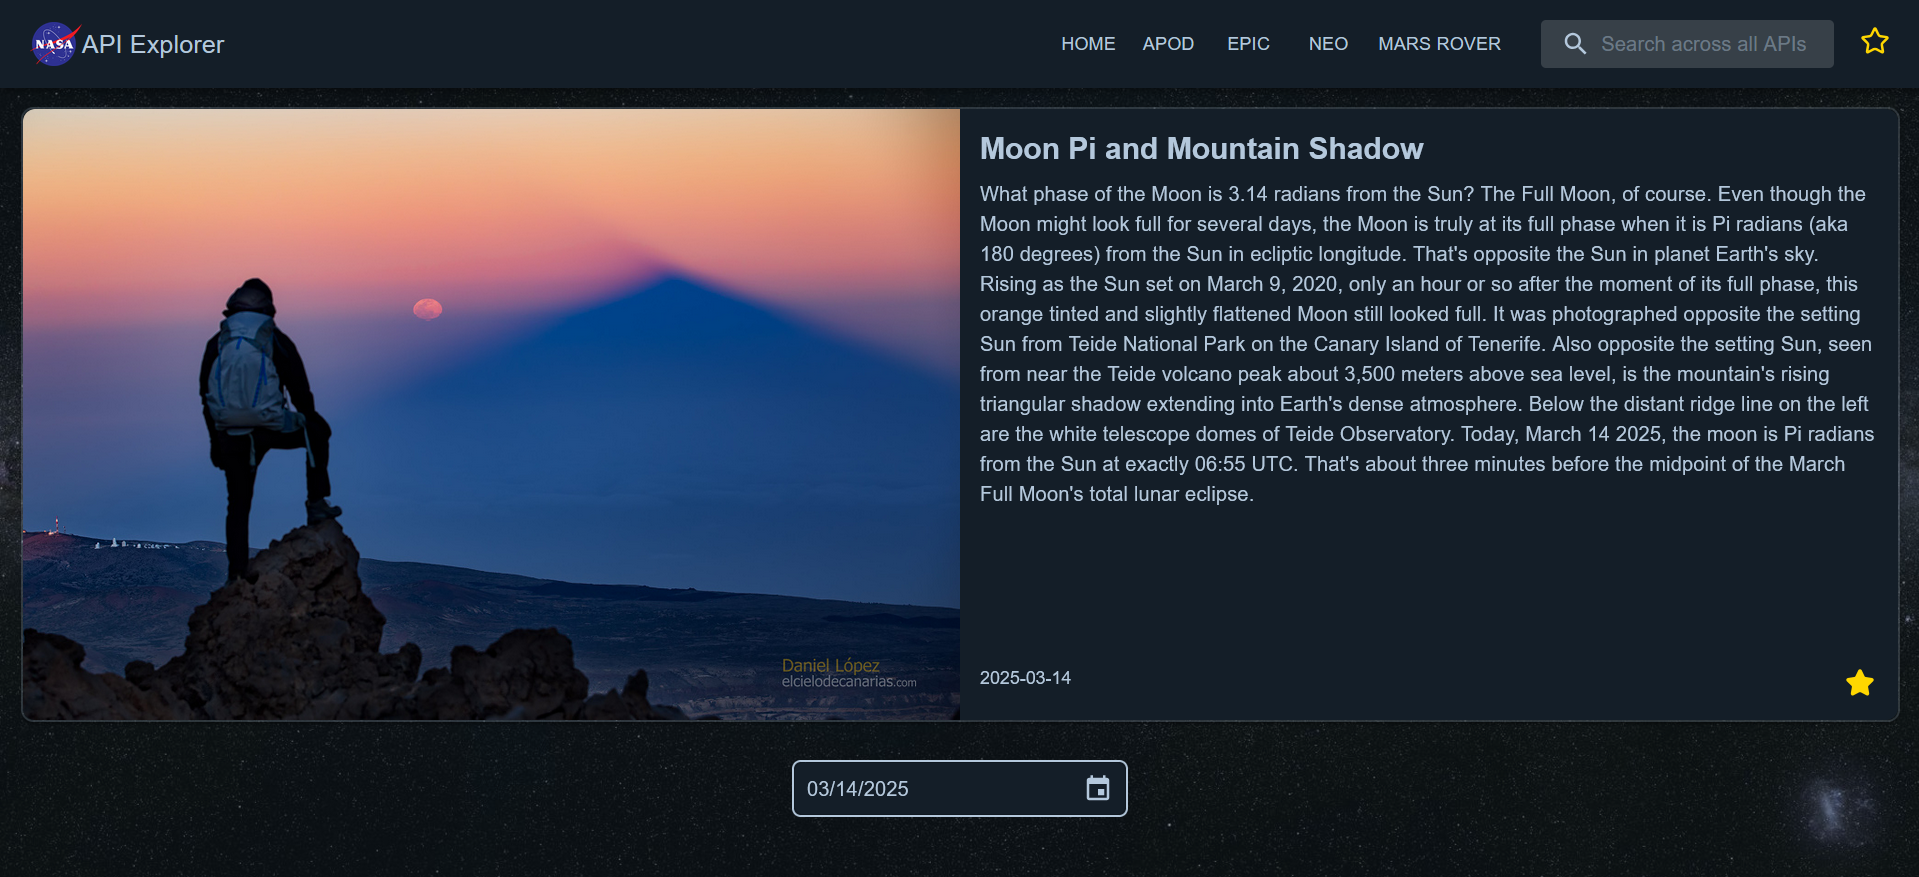 NASA API Explorer
HOME APOD EPIC NEO MARS ROVER Search across all APIs
Moon Pi and Mountain Shadow
What phase of the Moon is 3.14 radians from the Sun? The Full Moon, of course. Even though the
Moon might look full for several days, the Moon is truly at its full phase when it is Pi radians (aka
180 degrees) from the Sun in ecliptic longitude. That's opposite the Sun in planet Earth's sky.
Rising as the Sun set on March 9, 2020, only an hour or so after the moment of its full phase, this
orange tinted and slightly flattened Moon still looked full. It was photographed opposite the setting
Sun from Teide National Park on the Canary Island of Tenerife. Also opposite the setting Sun, seen
from near the Teide volcano peak about 3,500 meters above sea level, is the mountain's rising
triangular shadow extending into Earth's dense atmosphere. Below the distant ridge line on the left
are the white telescope domes of Teide Observatory. Today, March 14 2025, the moon is Pi radians
from the Sun at exactly 06:55 UTC. That's about three minutes before the midpoint of the March
Full Moon's total lunar eclipse.
Daniel López
elcielodecanarias.com
2025-03-14
03/14/2025